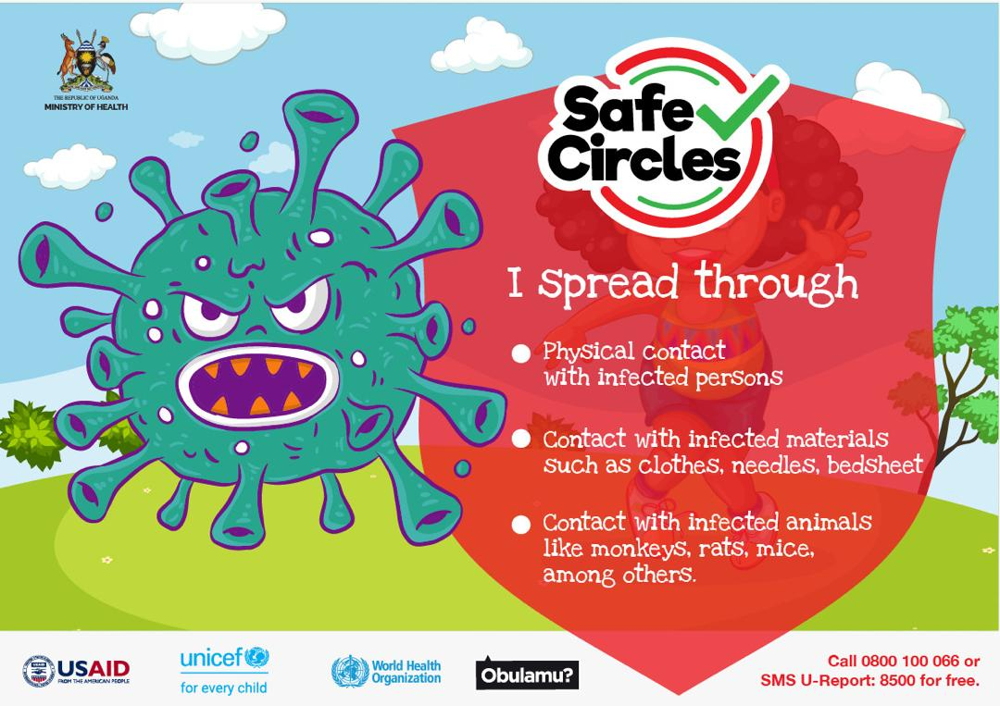 THE REPUBLIC OF UGANDA
MINISTRY OF HEALTH
Safe
Circles
I spread through
Physical contact
with infected persons
Contact with infected materials
such as clothes, needles, bedsheet
Contact with infected animals
like monkeys, rats, mice,
among others.
USAID
FROM THE AMERICAN PEOPLE
unicef
for every child
World Health
Organization
Obulamu?
Call 0800 100 066 or
SMS U-Report: 8500 for free.